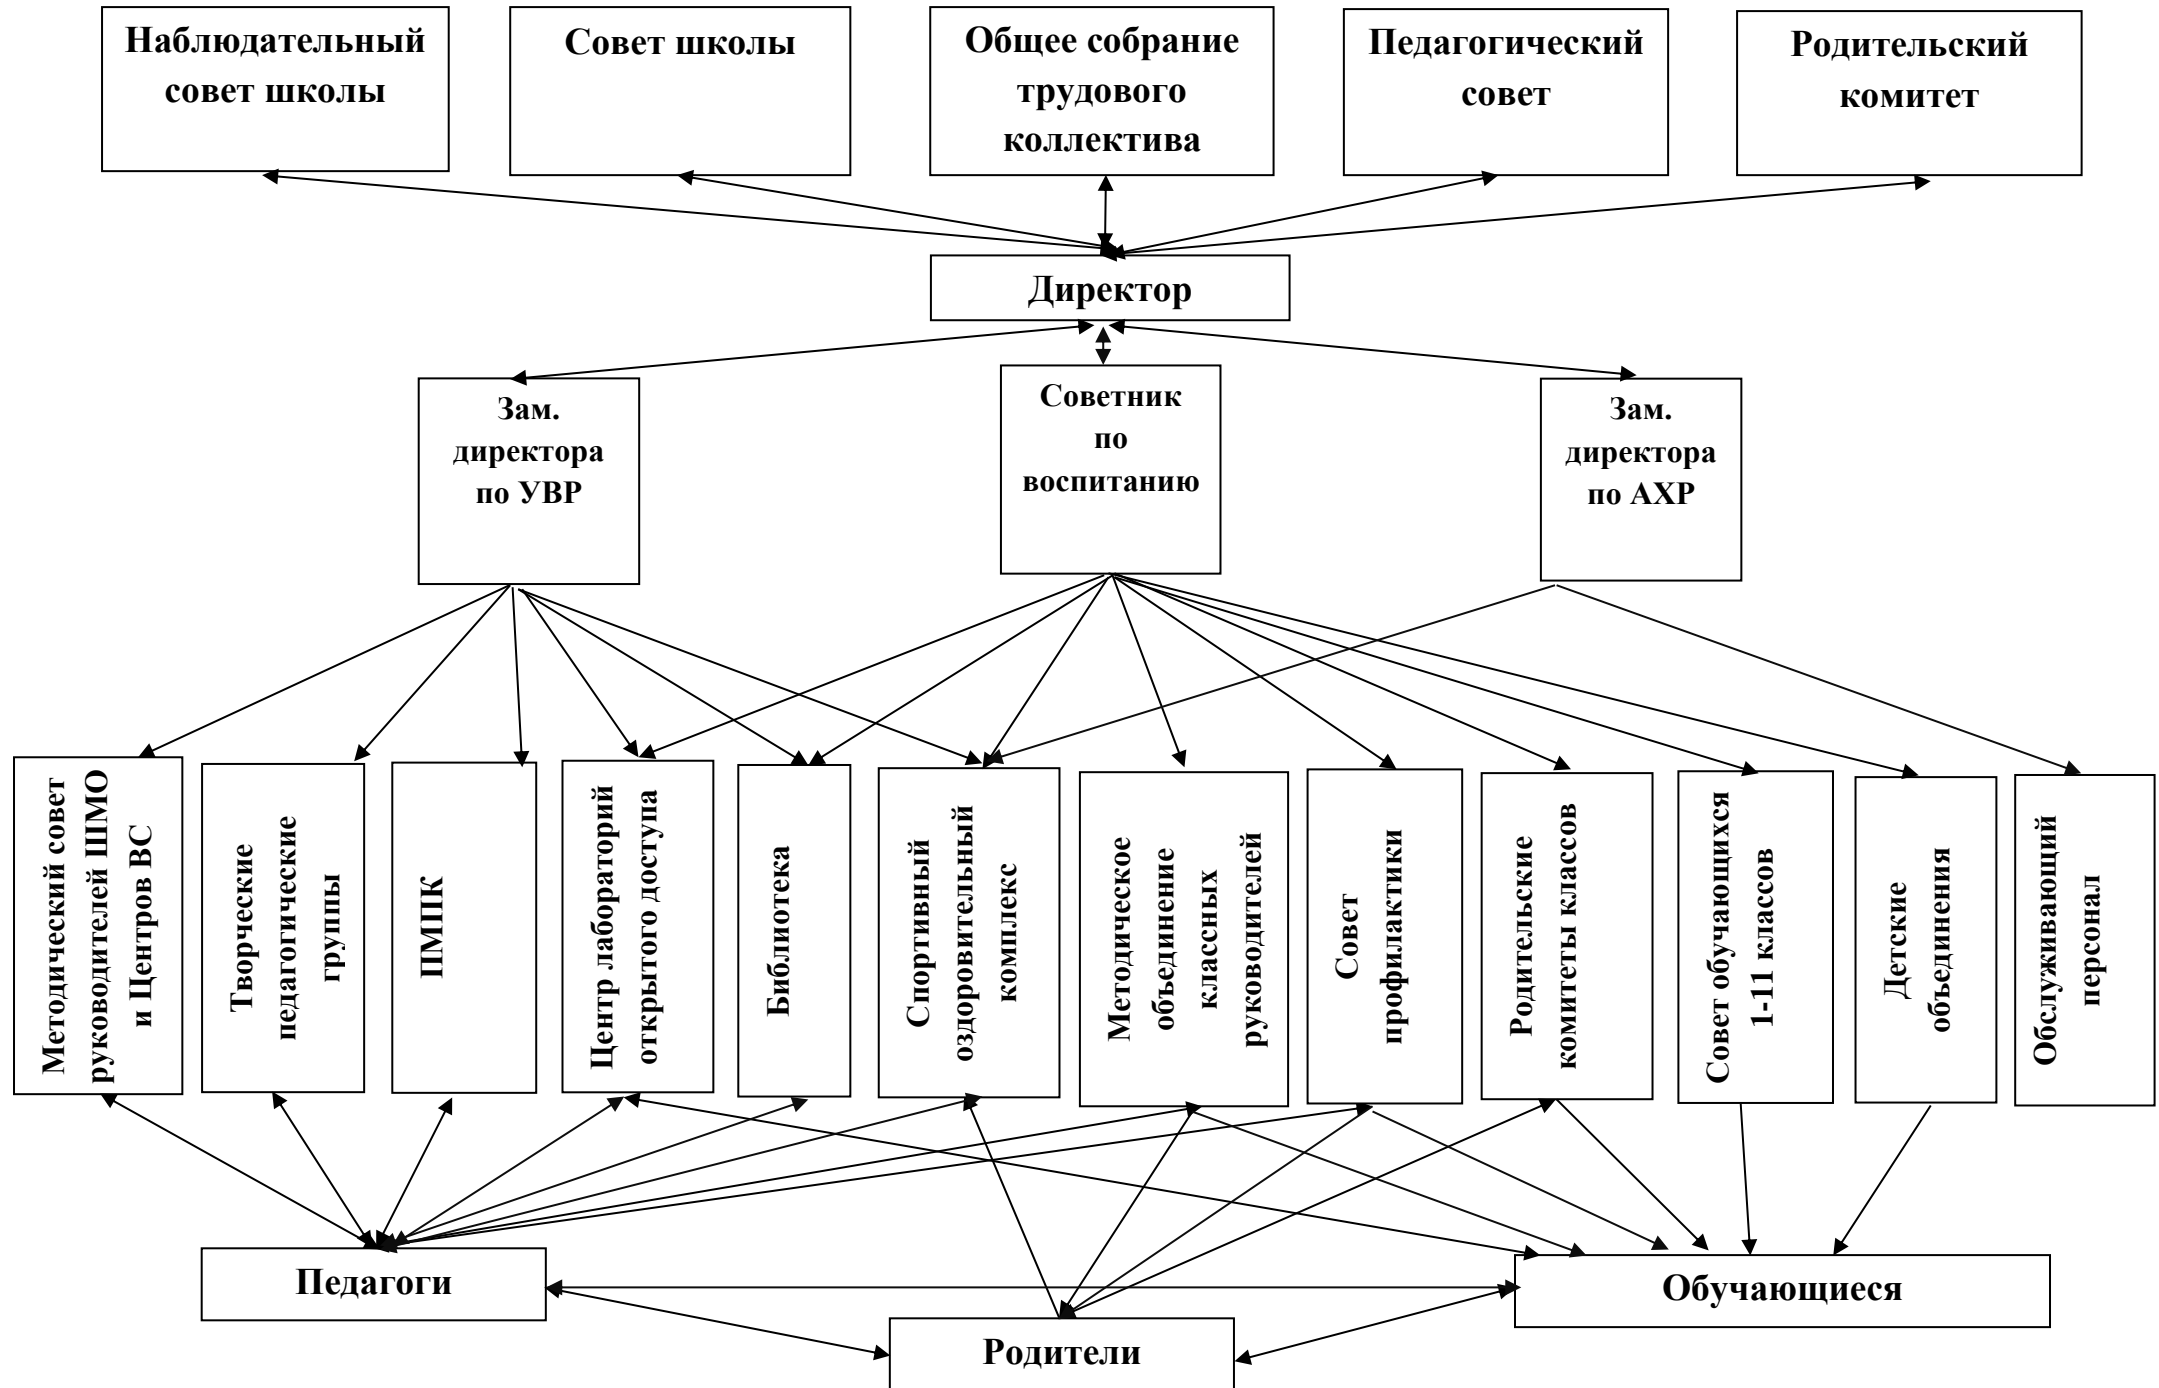 Наблюдательный
совет школы
Совет школы
Общее собрание
трудового
коллектива
Педагогический
совет
Родительский
комитет
Директор
Зам.
директора
по УВР
Советник
по
воспитанию
Зам.
директора
по АХР
Методический совет
руководителей ШМО
и Центров ВС
Творческие
педагогические
группы
ПМПК
Центр лабораторий
открытого доступа
Библиотека
Спортивный
оздоровительный
комплекс
Методическое
объединение
классных
руководителей
Совет
профилактики
Родительские
комитеты классов
Совет обучающихся
1-11 классов
Детские
объединения
Обслуживающий
персонал
Педагоги
Родители
Обучающиеся